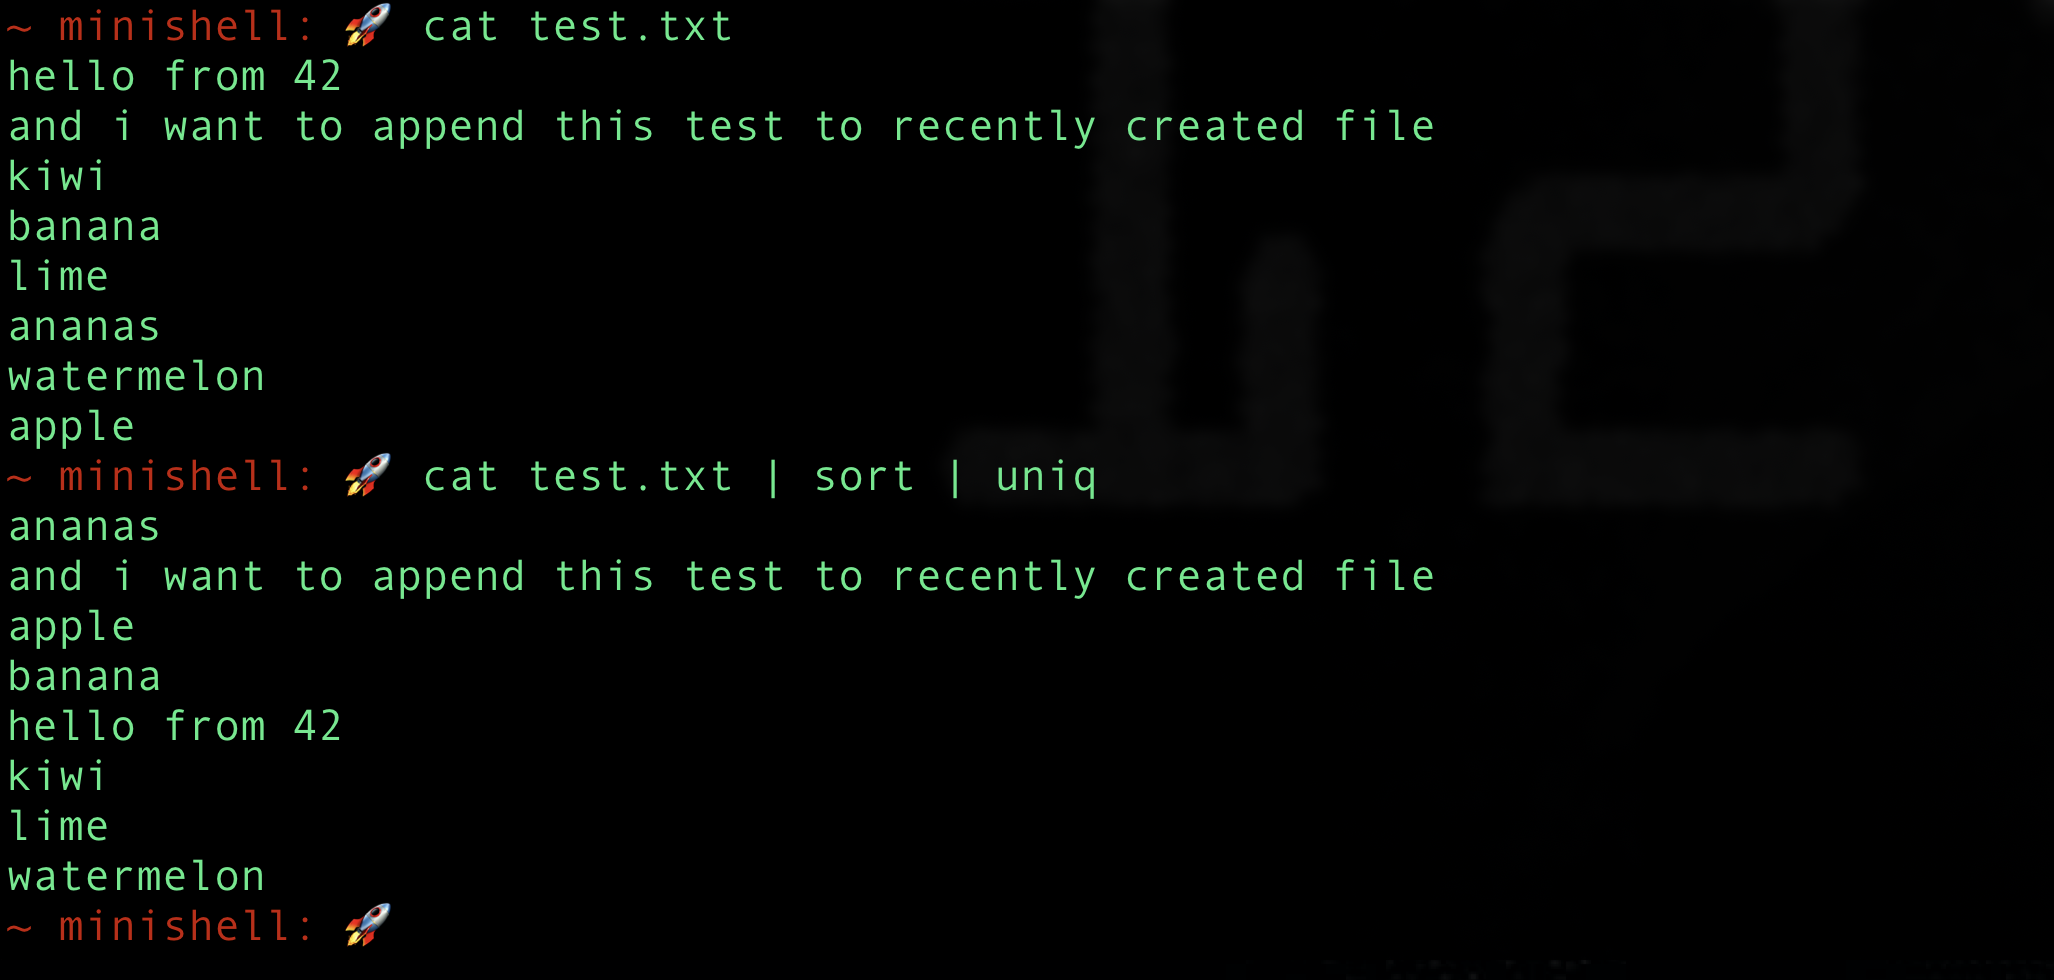 ~ minishell: 🚀 cat test.txt
hello from 42
and i want to append this test to recently created file
kiwi
banana
lime
ananas
watermelon
apple
~ minishell: 🚀 cat test.txt | sort | uniq
ananas
and i want to append this test to recently created file
apple
banana
hello from 42
kiwi
lime
watermelon
~ minishell: 🚀